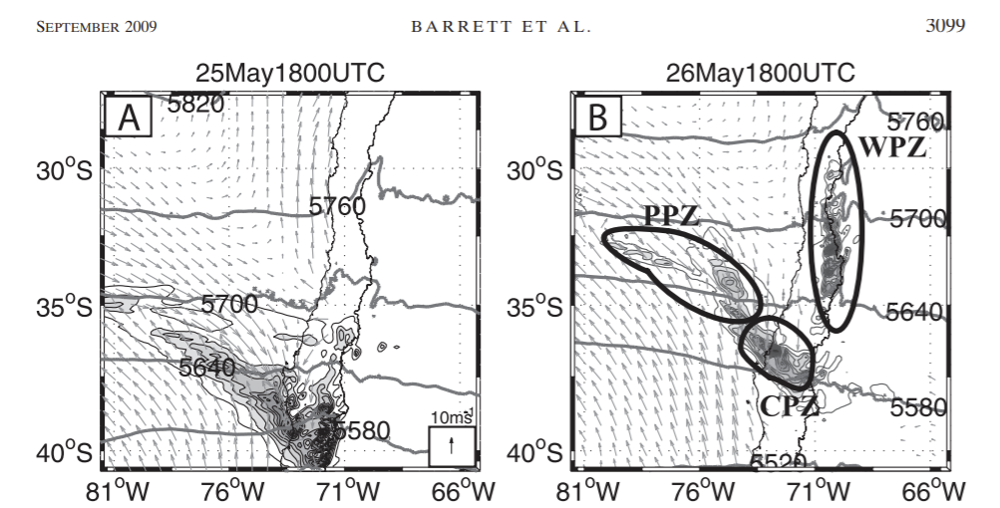 SEPTEMBER 2009 BARRETT ET AL. 3099
25May1800UTC 26May1800UTC
A 5820 B 5760
WPZ
30°S 30°S
5760 PPZ 5700
35°S 5700 35°S 5640
5640
CPZ 5580
10ms⁻¹
5580
40°S 40°S 5520
81°W 76°W 71°W 66°W 81°W 76°W 71°W 66°W